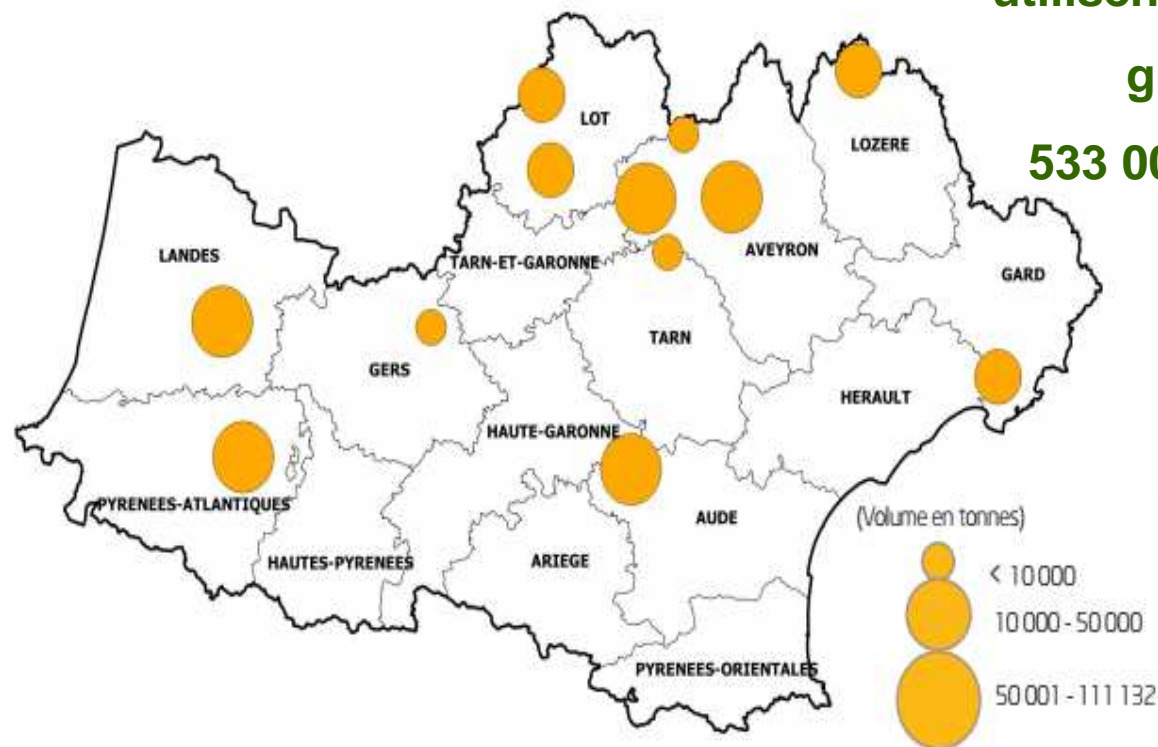 LOT
LOZERE
533 00
LANDES
TARN-ET-GARONNE
AVEYRON
GARD
GERS
TARN
HERAULT
HAUTE-GARONNE
PYRENEES-ATLANTIQUES
AUDE
HAUTES-PYRENEES
ARIEGE
PYRENEES-ORIENTALES
(Volume en tonnes)
< 10 000
10 000 - 50 000
50 001 - 111 132